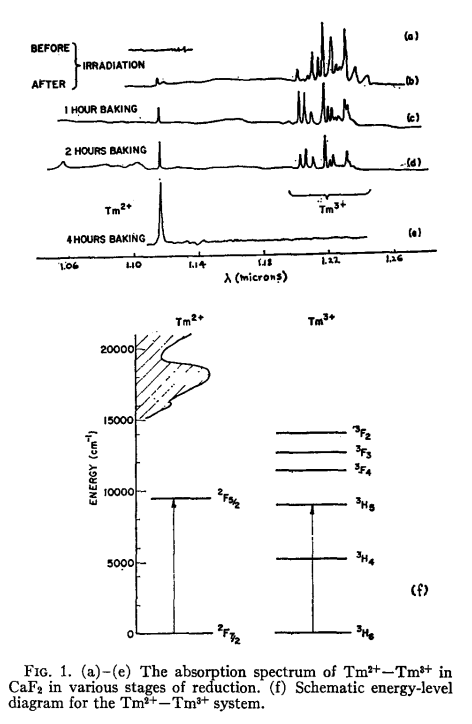 BEFORE
(a)
IRRADIATION
AFTER
(b)
1 HOUR BAKING
(c)
2 HOURS BAKING
(d)
Tm2+
Tm3+
4 HOURS BAKING
(e)
1.06 1.10 1.14 1.18 1.22 1.26
λ (microns)
Tm2+ Tm3+
20000
15000
10000
5000
0
ENERGY (cm-1)
2F5/2
2F7/2
3F2
3F3
3F4
3H5
3H4
3H6
(f)
FIG. 1. (a)-(e) The absorption spectrum of Tm2+—Tm3+ in
CaF2 in various stages of reduction. (f) Schematic energy-level
diagram for the Tm2+—Tm3+ system.